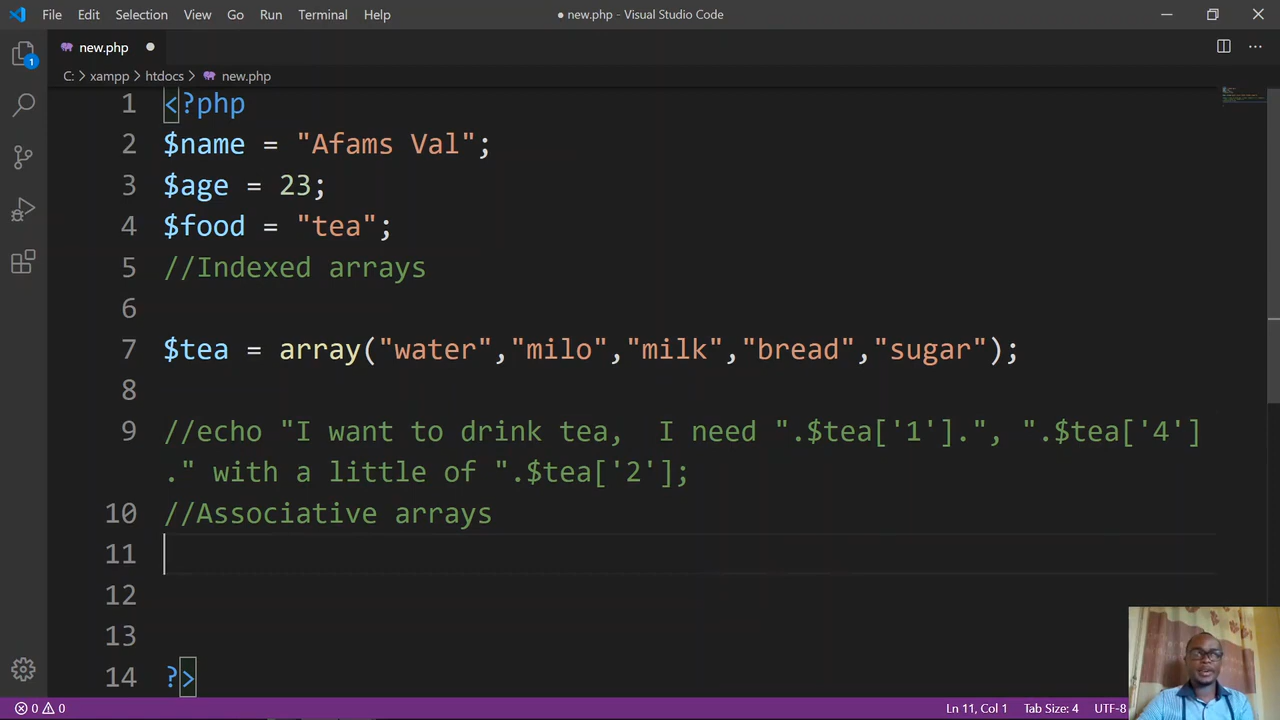 File Edit Selection View Go Run Terminal Help ● new.php - Visual Studio Code
new.php
C: > xampp > htdocs > new.php
1 <?php
2 $name = "Afams Val";
3 $age = 23;
4 $food = "tea";
5 //Indexed arrays
6
7 $tea = array("water","milo","milk","bread","sugar");
8
9 //echo "I want to drink tea,  I need ".$tea['1'].", ".$tea['4']
." with a little of ".$tea['2'];
10 //Associative arrays
11
12
13
14 ?>
0 0 Ln 11, Col 1 Tab Size: 4 UTF-8
1